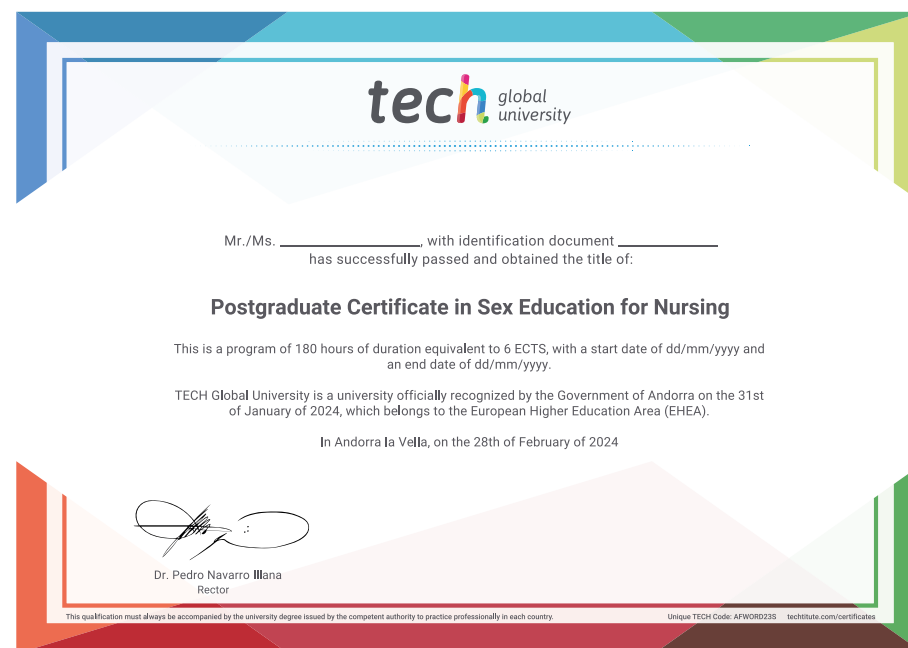 tech global university
Mr./Ms. ____________, with identification document ____________
has successfully passed and obtained the title of:
Postgraduate Certificate in Sex Education for Nursing
This is a program of 180 hours of duration equivalent to 6 ECTS, with a start date of dd/mm/yyyy and
an end date of dd/mm/yyyy.
TECH Global University is a university officially recognized by the Government of Andorra on the 31st
of January of 2024, which belongs to the European Higher Education Area (EHEA).
In Andorra la Vella, on the 28th of February of 2024
Dr. Pedro Navarro Illana
Rector
This qualification must always be accompanied by the university degree issued by the competent authority to practice professionally in each country.
Unique TECH Code: AFWORD23S techtitute.com/certificates